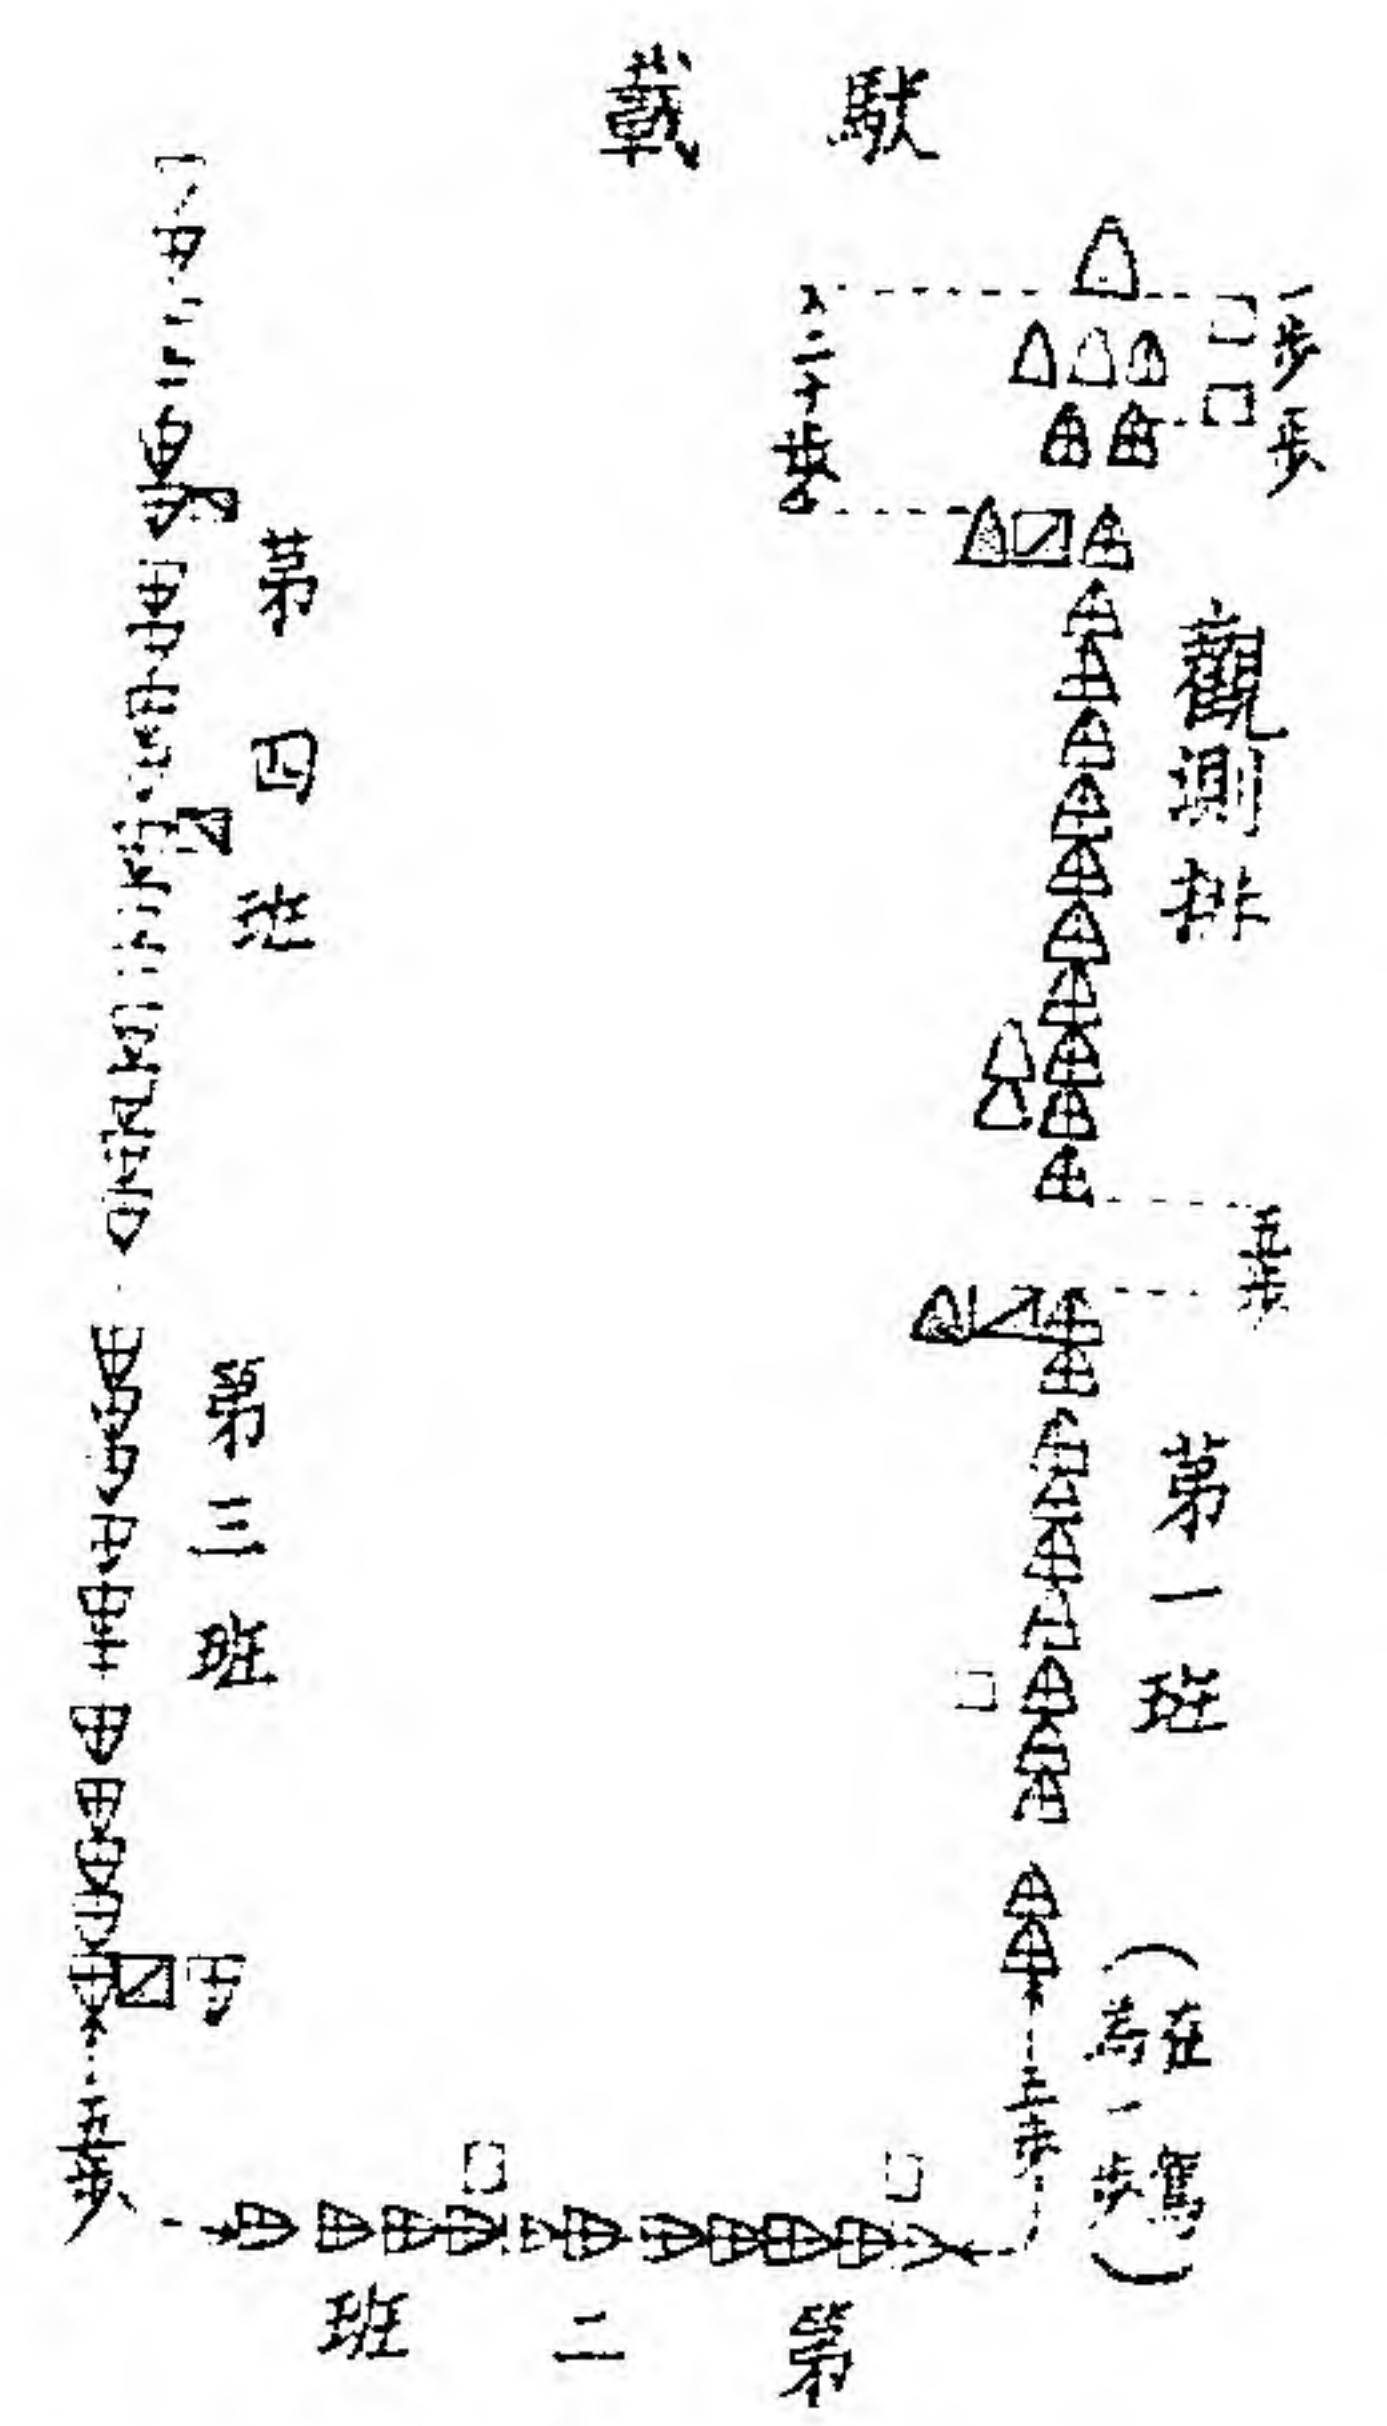 馱載
一步
一步
二十步
觀測排
五步
第一班
(在駕
為一步)
五步
第二班
五步
第三班
第四班